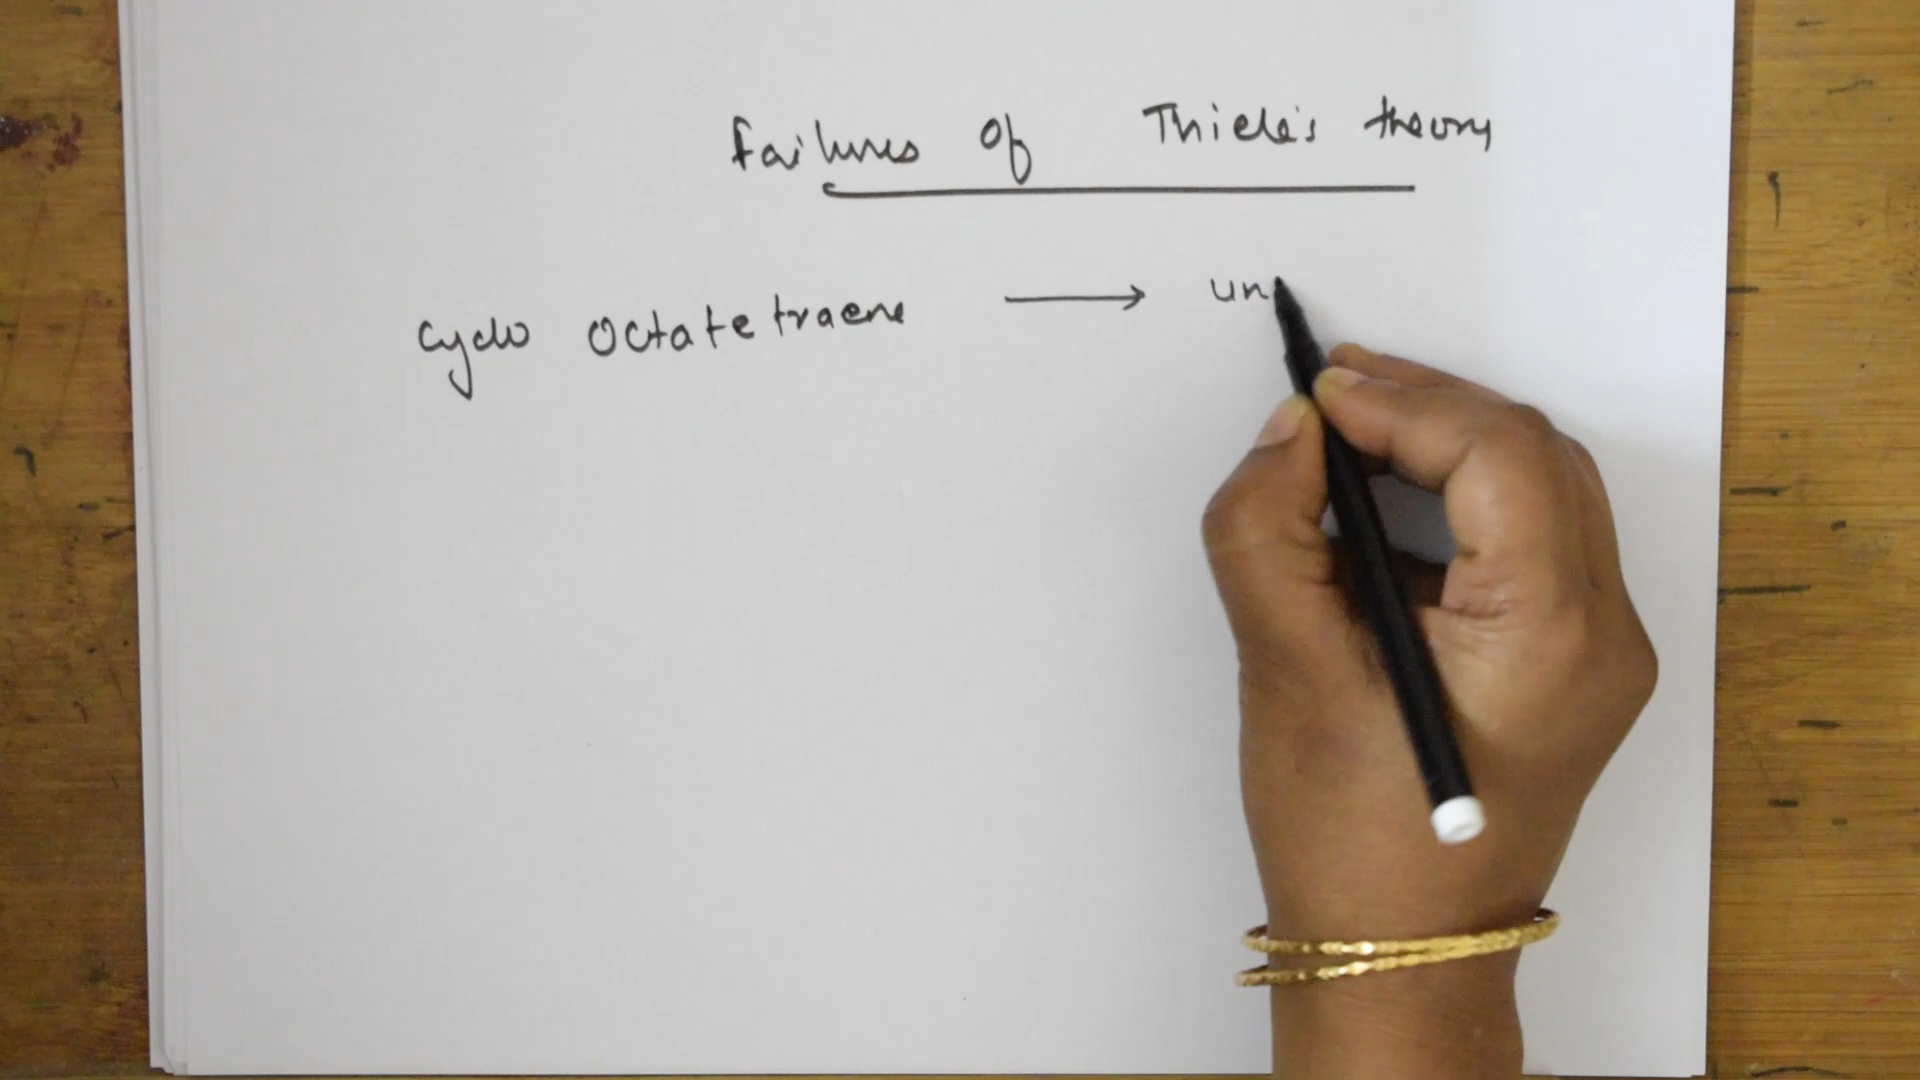 Failures of Thiele's theory
Cyclo Octatetraene → un